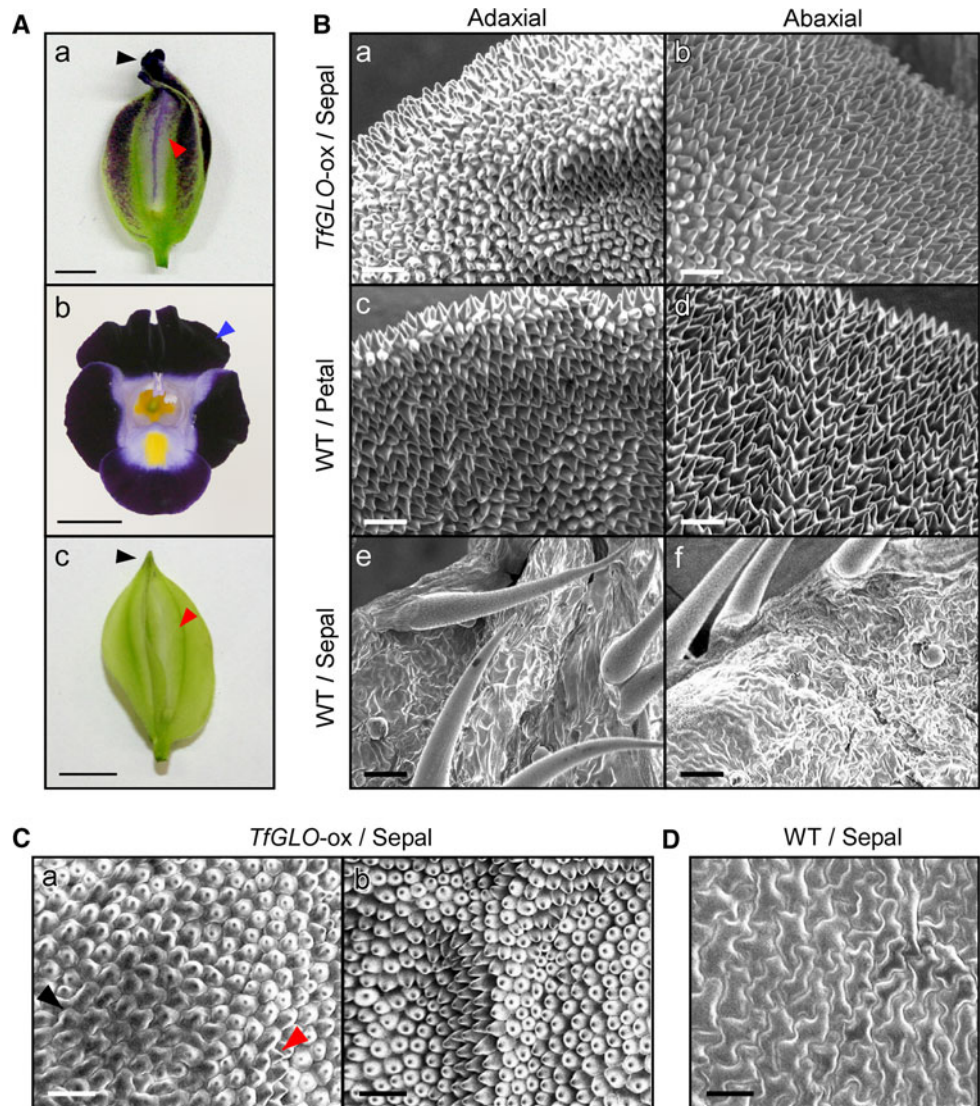 A
a
b
c
B
Adaxial
Abaxial
TfGLO-ox / Sepal
a
b
WT / Petal
c
d
WT / Sepal
e
f
C
TfGLO-ox / Sepal
a
b
D
WT / Sepal